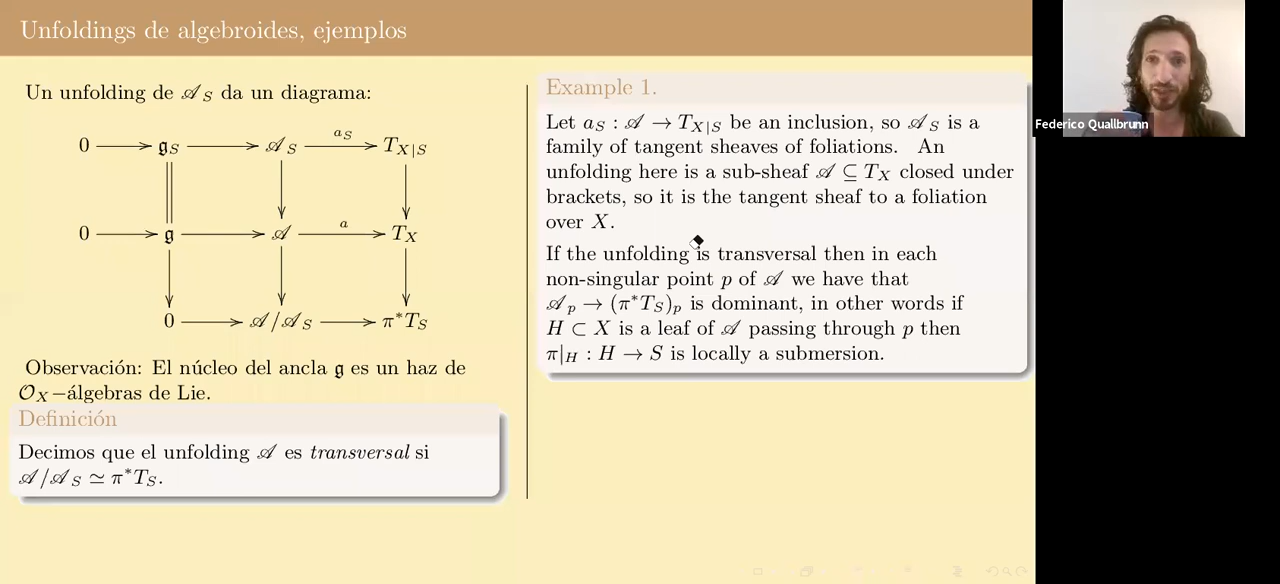 Unfoldings de algebroides, ejemplos
Un unfolding de 𝒜_S da un diagrama:
0 → 𝔤_S → 𝒜_S a_S → T_{X|S}
0 → 𝔤 → 𝒜 a → T_X
0 → 𝒜/𝒜_S → π*T_S
Observación: El núcleo del ancla 𝔤 es un haz de
𝒪_X−álgebras de Lie.
Definición
Decimos que el unfolding 𝒜 es transversal si
𝒜/𝒜_S ≃ π*T_S.
Example 1.
Let a_S : 𝒜 → T_{X|S} be an inclusion, so 𝒜_S is a
family of tangent sheaves of foliations. An
unfolding here is a sub-sheaf 𝒜 ⊆ T_X closed under
brackets, so it is the tangent sheaf to a foliation
over X.
If the unfolding is transversal then in each
non-singular point p of 𝒜 we have that
𝒜_p → (π*T_S)_p is dominant, in other words if
H ⊂ X is a leaf of 𝒜 passing through p then
π|_H : H → S is locally a submersion.
Federico Quallbrunn